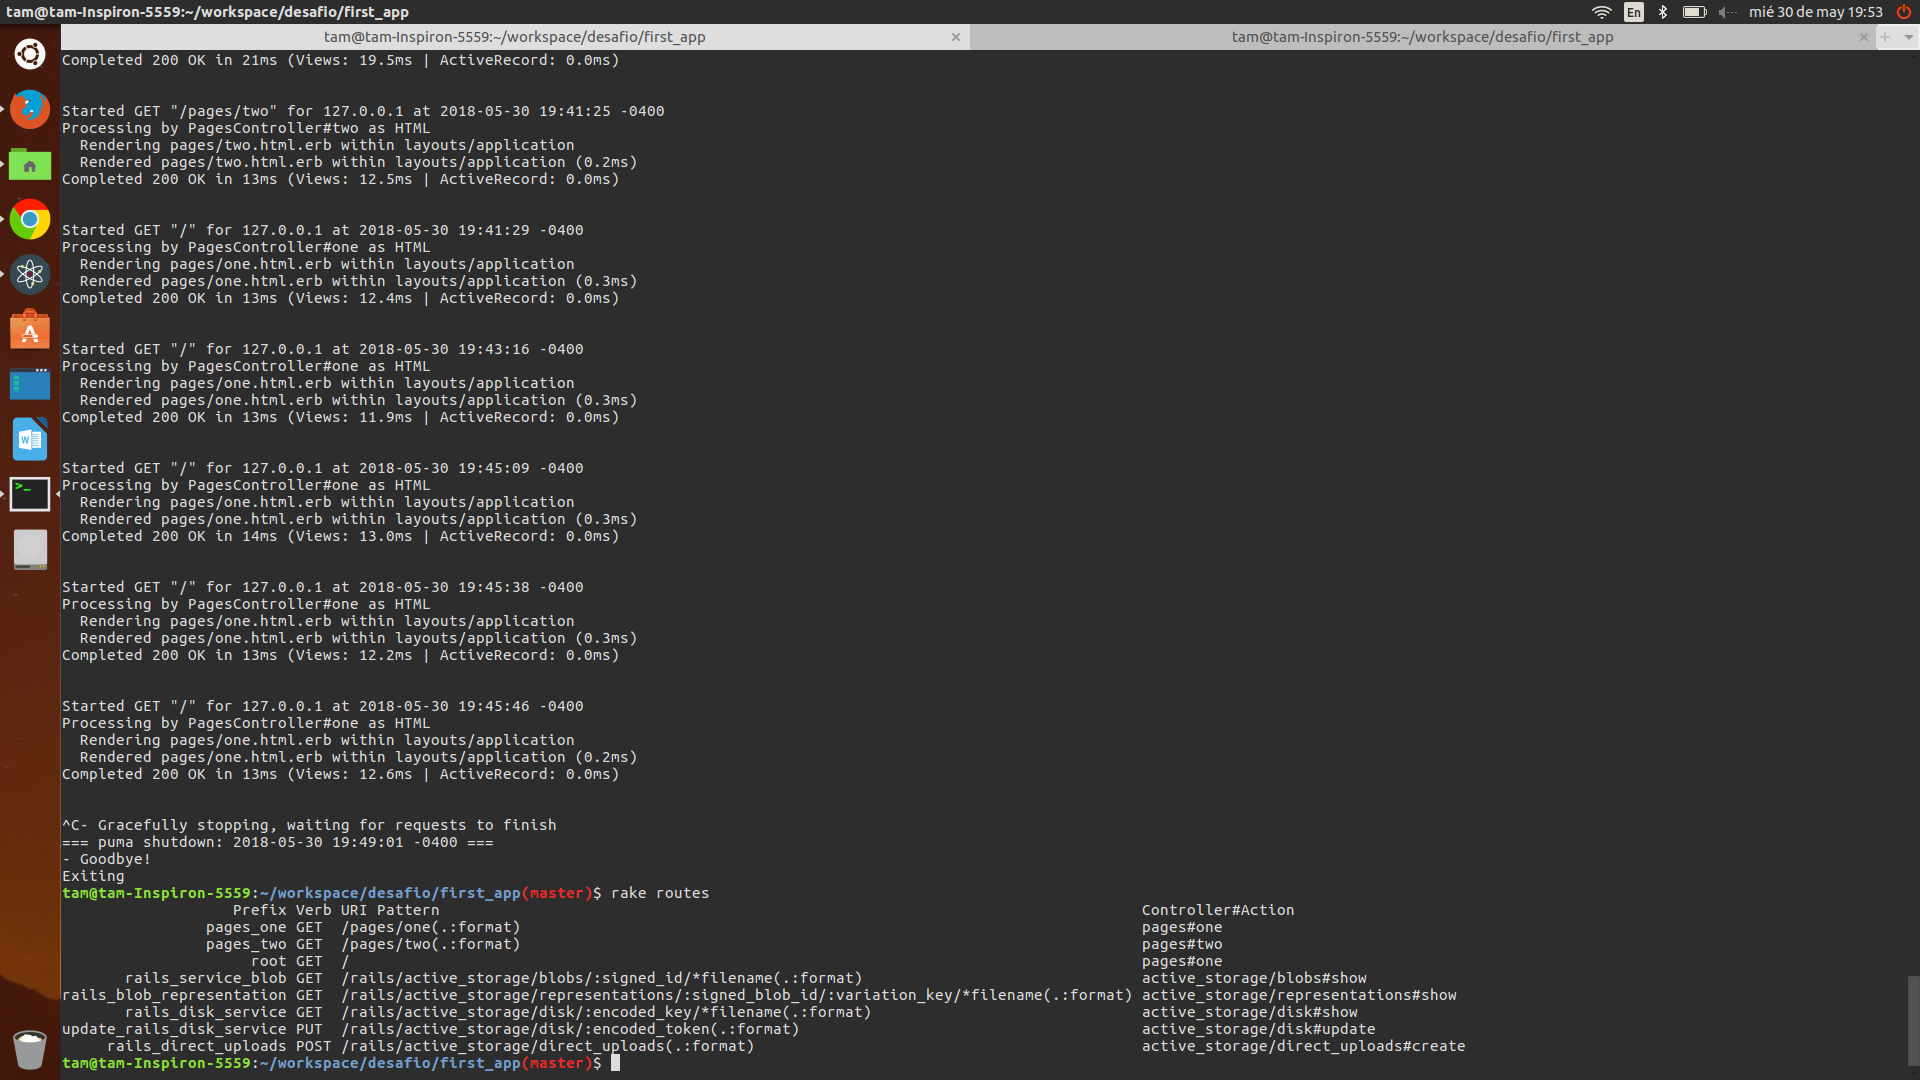 tam@tam-Inspiron-5559:~/workspace/desafio/first_app
En
mié 30 de may 19:53
tam@tam-Inspiron-5559:~/workspace/desafio/first_app
tam@tam-Inspiron-5559:~/workspace/desafio/first_app
Completed 200 OK in 21ms (Views: 19.5ms | ActiveRecord: 0.0ms)
Started GET "/pages/two" for 127.0.0.1 at 2018-05-30 19:41:25 -0400
Processing by PagesController#two as HTML
  Rendering pages/two.html.erb within layouts/application
  Rendered pages/two.html.erb within layouts/application (0.2ms)
Completed 200 OK in 13ms (Views: 12.5ms | ActiveRecord: 0.0ms)
Started GET "/" for 127.0.0.1 at 2018-05-30 19:41:29 -0400
Processing by PagesController#one as HTML
  Rendering pages/one.html.erb within layouts/application
  Rendered pages/one.html.erb within layouts/application (0.3ms)
Completed 200 OK in 13ms (Views: 12.4ms | ActiveRecord: 0.0ms)
Started GET "/" for 127.0.0.1 at 2018-05-30 19:43:16 -0400
Processing by PagesController#one as HTML
  Rendering pages/one.html.erb within layouts/application
  Rendered pages/one.html.erb within layouts/application (0.3ms)
Completed 200 OK in 13ms (Views: 11.9ms | ActiveRecord: 0.0ms)
Started GET "/" for 127.0.0.1 at 2018-05-30 19:45:09 -0400
Processing by PagesController#one as HTML
  Rendering pages/one.html.erb within layouts/application
  Rendered pages/one.html.erb within layouts/application (0.3ms)
Completed 200 OK in 14ms (Views: 13.0ms | ActiveRecord: 0.0ms)
Started GET "/" for 127.0.0.1 at 2018-05-30 19:45:38 -0400
Processing by PagesController#one as HTML
  Rendering pages/one.html.erb within layouts/application
  Rendered pages/one.html.erb within layouts/application (0.3ms)
Completed 200 OK in 13ms (Views: 12.2ms | ActiveRecord: 0.0ms)
Started GET "/" for 127.0.0.1 at 2018-05-30 19:45:46 -0400
Processing by PagesController#one as HTML
  Rendering pages/one.html.erb within layouts/application
  Rendered pages/one.html.erb within layouts/application (0.2ms)
Completed 200 OK in 13ms (Views: 12.6ms | ActiveRecord: 0.0ms)
^C- Gracefully stopping, waiting for requests to finish
=== puma shutdown: 2018-05-30 19:49:01 -0400 ===
- Goodbye!
Exiting
tam@tam-Inspiron-5559:~/workspace/desafio/first_app(master)$ rake routes
Prefix Verb URI Pattern Controller#Action
pages_one GET /pages/one(.:format) pages#one
pages_two GET /pages/two(.:format) pages#two
root GET / pages#one
rails_service_blob GET /rails/active_storage/blobs/:signed_id/*filename(.:format) active_storage/blobs#show
rails_blob_representation GET /rails/active_storage/representations/:signed_blob_id/:variation_key/*filename(.:format) active_storage/representations#show
rails_disk_service GET /rails/active_storage/disk/:encoded_key/*filename(.:format) active_storage/disk#show
update_rails_disk_service PUT /rails/active_storage/disk/:encoded_token(.:format) active_storage/disk#update
rails_direct_uploads POST /rails/active_storage/direct_uploads(.:format) active_storage/direct_uploads#create
tam@tam-Inspiron-5559:~/workspace/desafio/first_app(master)$